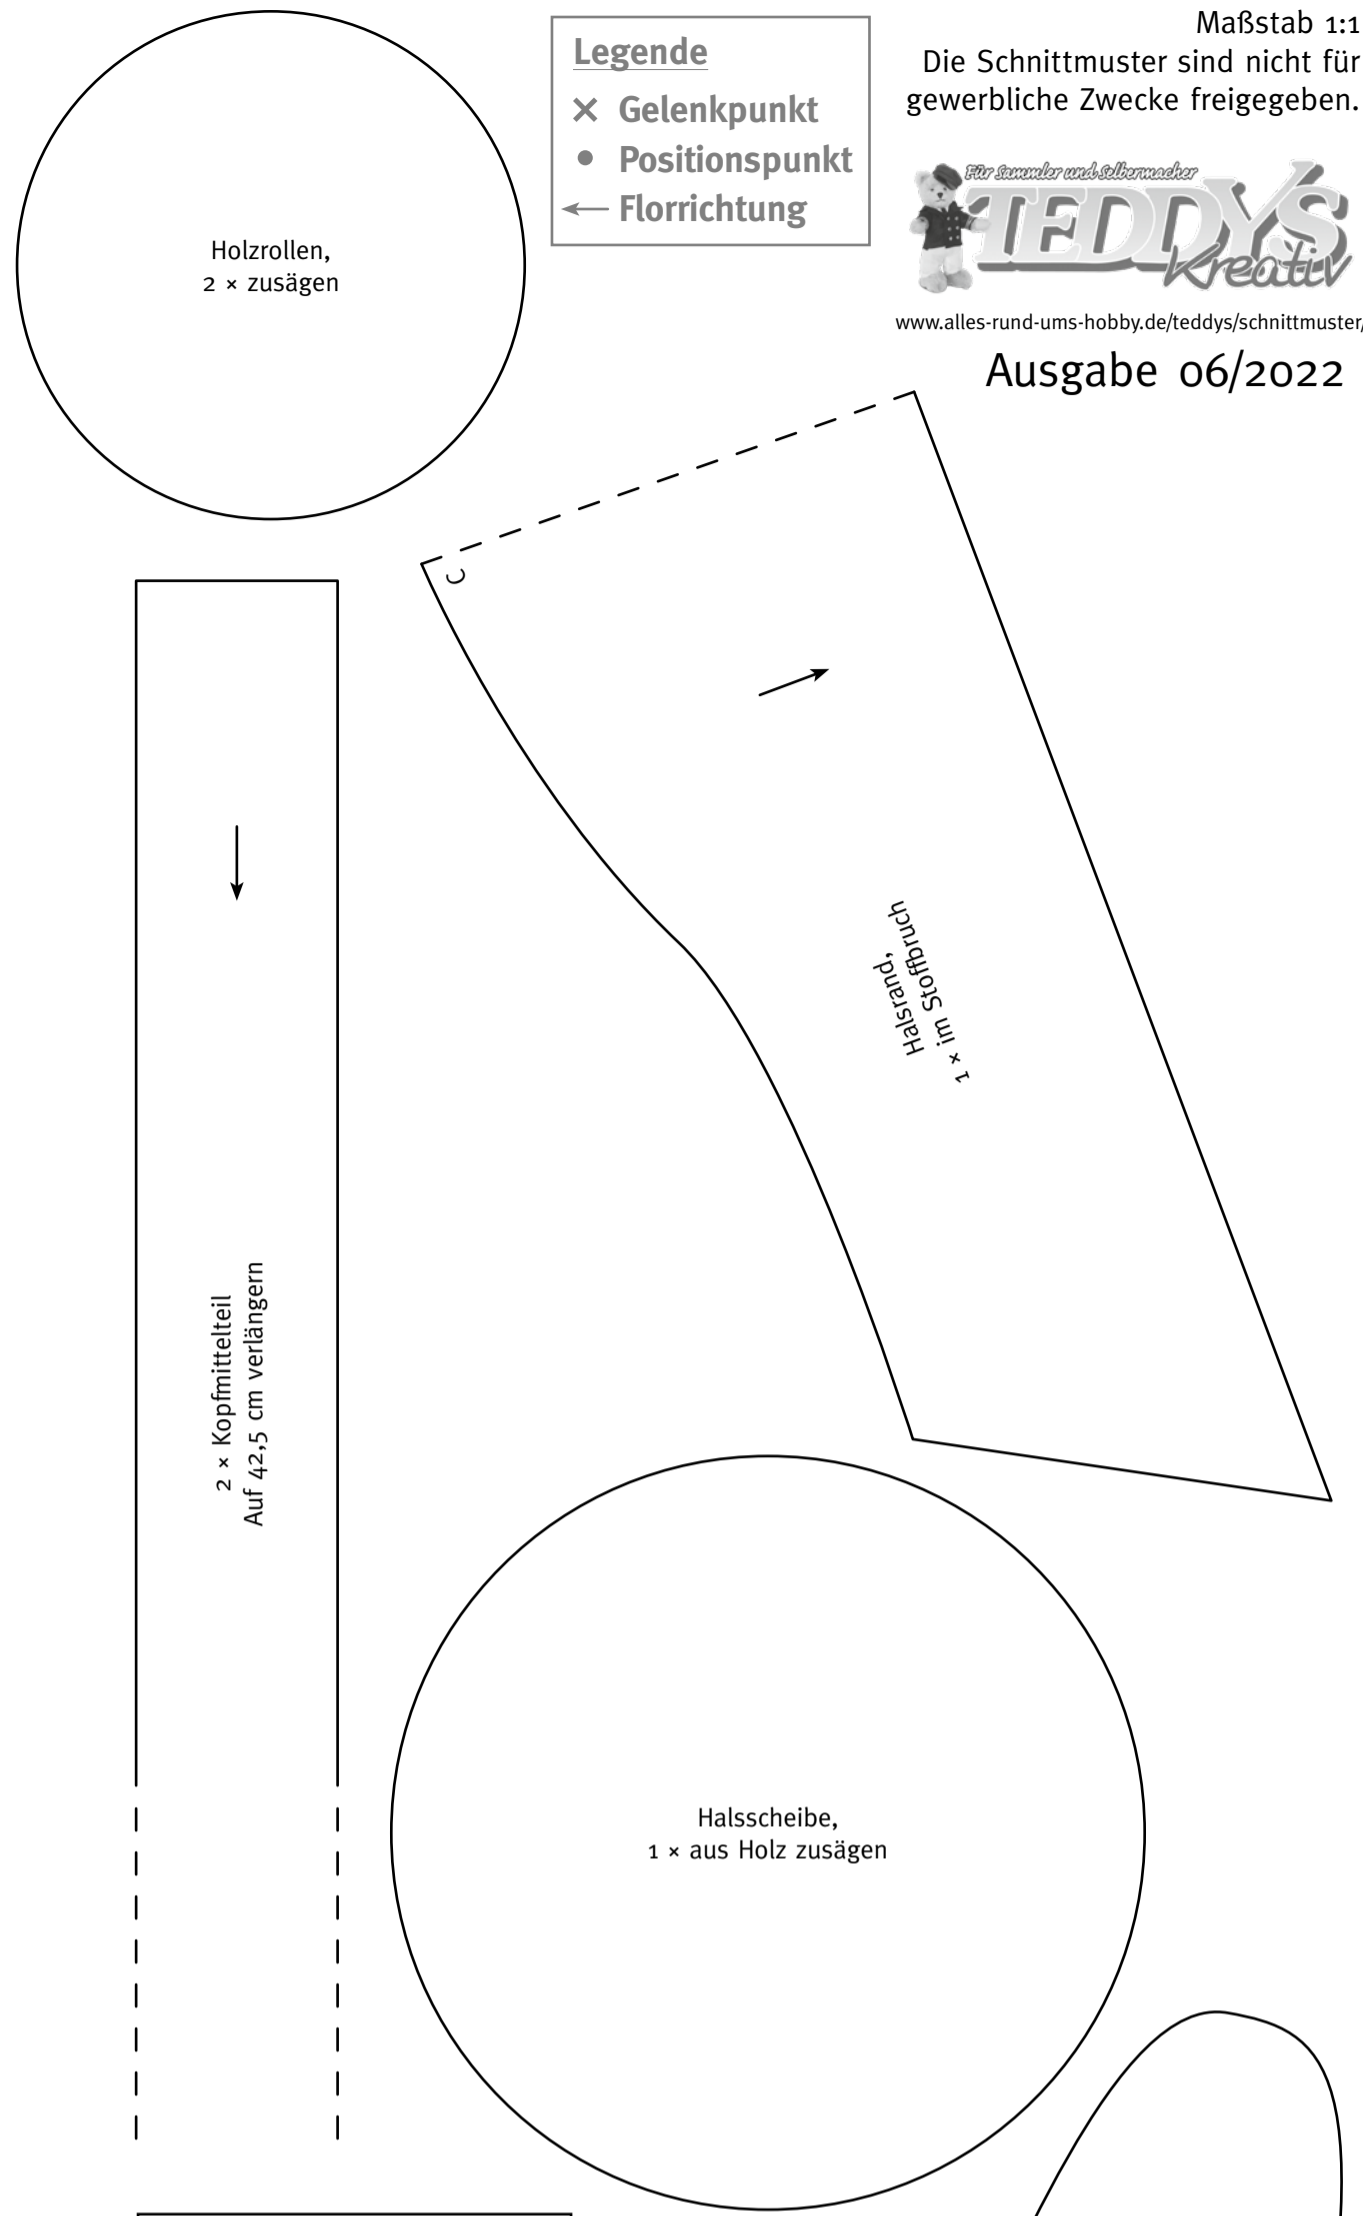 Maßstab 1:1
Die Schnittmuster sind nicht für
gewerbliche Zwecke freigegeben.
Legende
× Gelenkpunkt
• Positionspunkt
← Florrichtung
Für Sammler und Selbermacher
TEDDYS
Kreativ
www.alles-rund-ums-hobby.de/teddys/schnittmuster/
Ausgabe 06/2022
Holzrollen,
2 × zusägen
C
Halsrand,
1 × im Stoffbruch
2 × Kopfmittelteil
Auf 42,5 cm verlängern
Halsscheibe,
1 × aus Holz zusägen